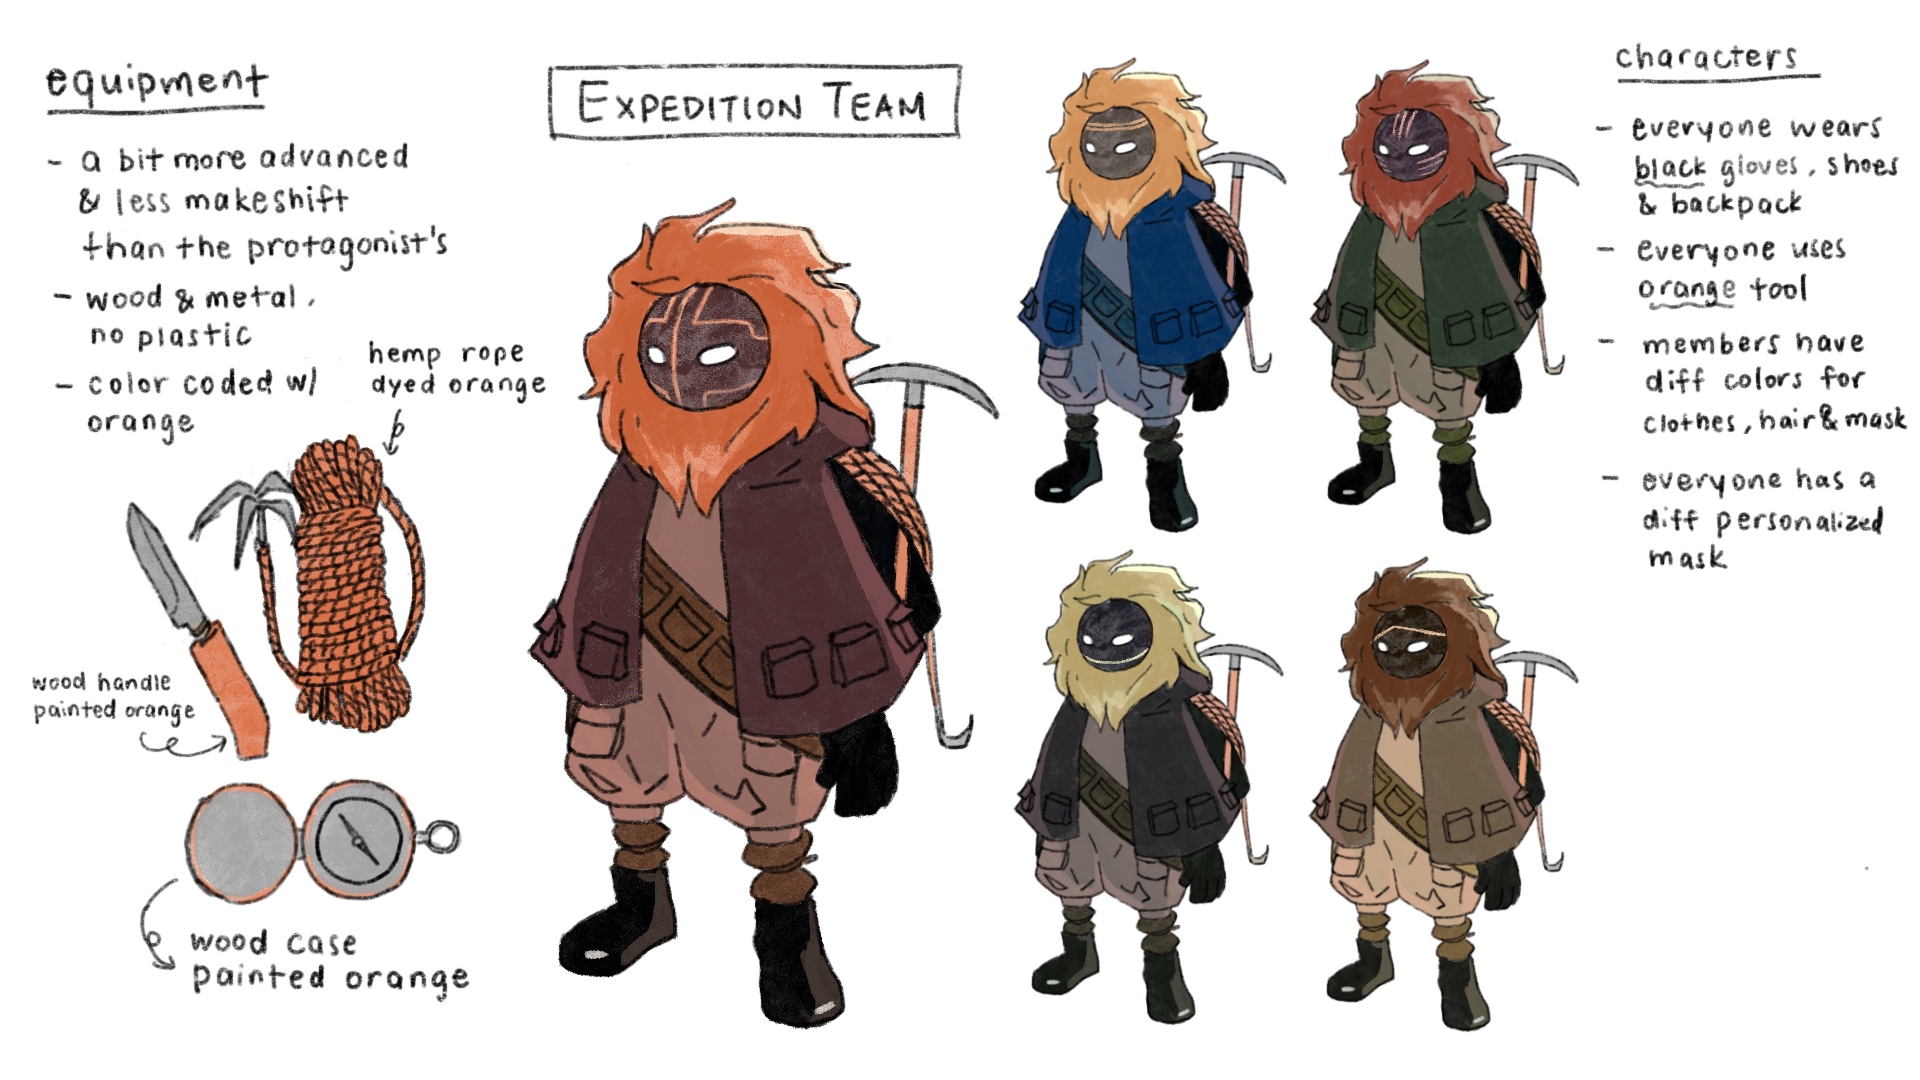 equipment
- a bit more advanced
& less makeshift
than the protagonist's
- wood & metal,
no plastic
- color coded w/
orange
hemp rope
dyed orange
wood handle
painted orange
wood case
painted orange
EXPEDITION TEAM
characters
- everyone wears
black gloves, shoes
& backpack
- everyone uses
orange tool
- members have
diff colors for
clothes, hair & mask
- everyone has a
diff personalized
mask